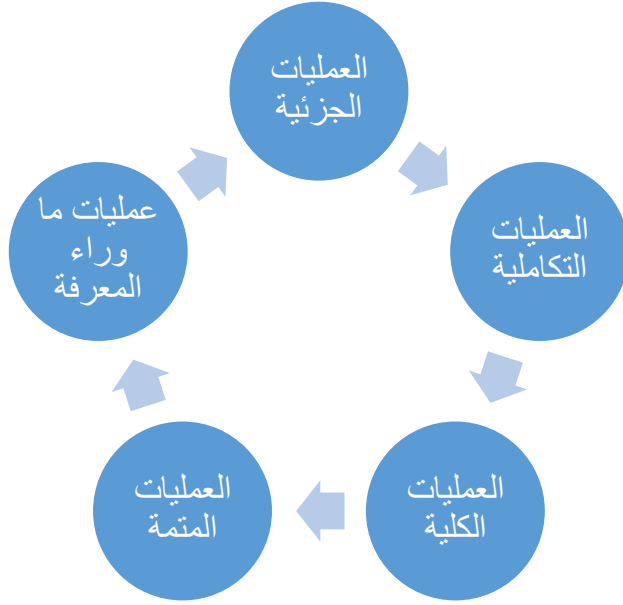 العمليات
الجزئية
العمليات
التكاملية
العمليات
الكلية
العمليات
المتمة
عمليات ما
وراء
المعرفة